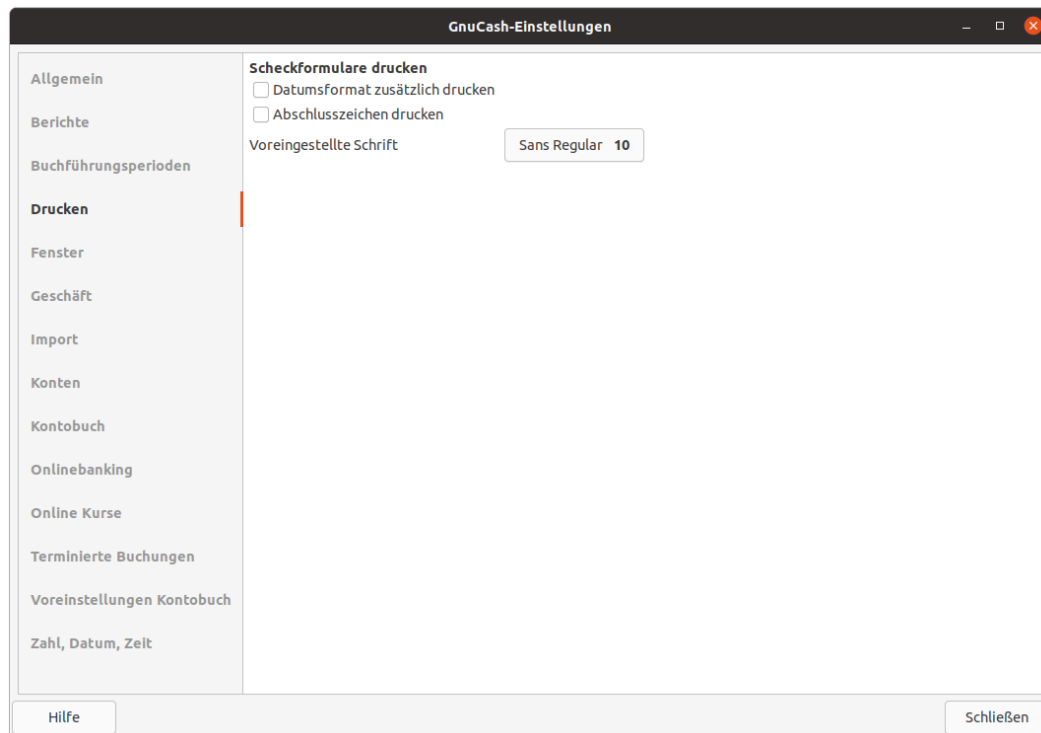 GnuCash-Einstellungen
Allgemein
Berichte
Buchführungsperioden
Drucken
Fenster
Geschäft
Import
Konten
Kontobuch
Onlinebanking
Online Kurse
Terminierte Buchungen
Voreinstellungen Kontobuch
Zahl, Datum, Zeit
Scheckformulare drucken
Datumsformat zusätzlich drucken
Abschlusszeichen drucken
Voreingestellte Schrift Sans Regular 10
Hilfe Schließen